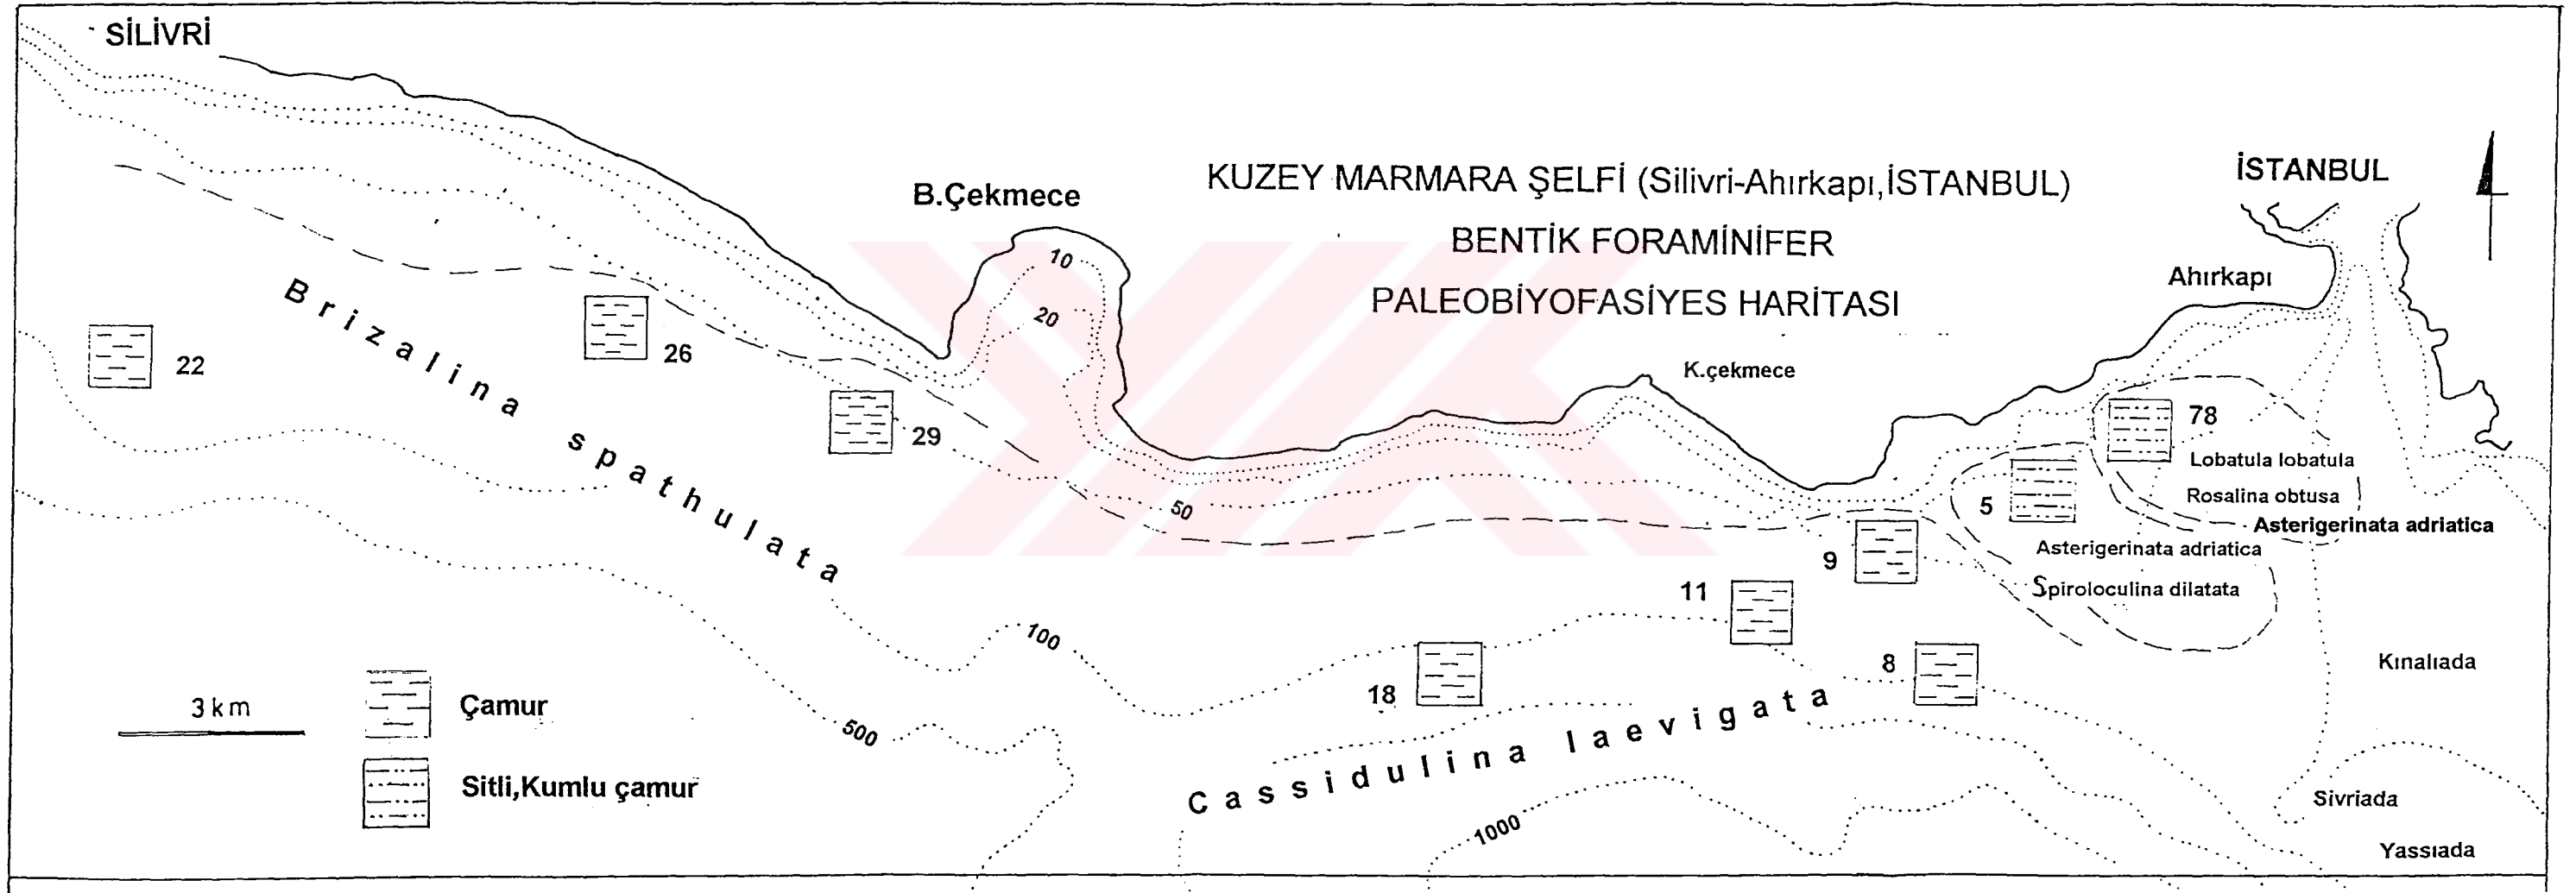 SİLİVRİ
KUZEY MARMARA ŞELFİ (Silivri-Ahırkapı,İSTANBUL)
BENTİK FORAMİNİFER
PALEOBİYOFASİYES HARİTASI
İSTANBUL
B.Çekmece
Ahırkapı
10
20
K.çekmece
Brizalina spathulata
22
26
29
50
78
Lobatula lobatula
Rosalina obtusa
Asterigerinata adriatica
5
Asterigerinata adriatica
Spiroloculina dilatata
9
11
8
18
100
500
1000
Cassidulina laevigata
Kınalıada
Sivriada
Yassıada
3 km
Çamur
Sitli,Kumlu çamur